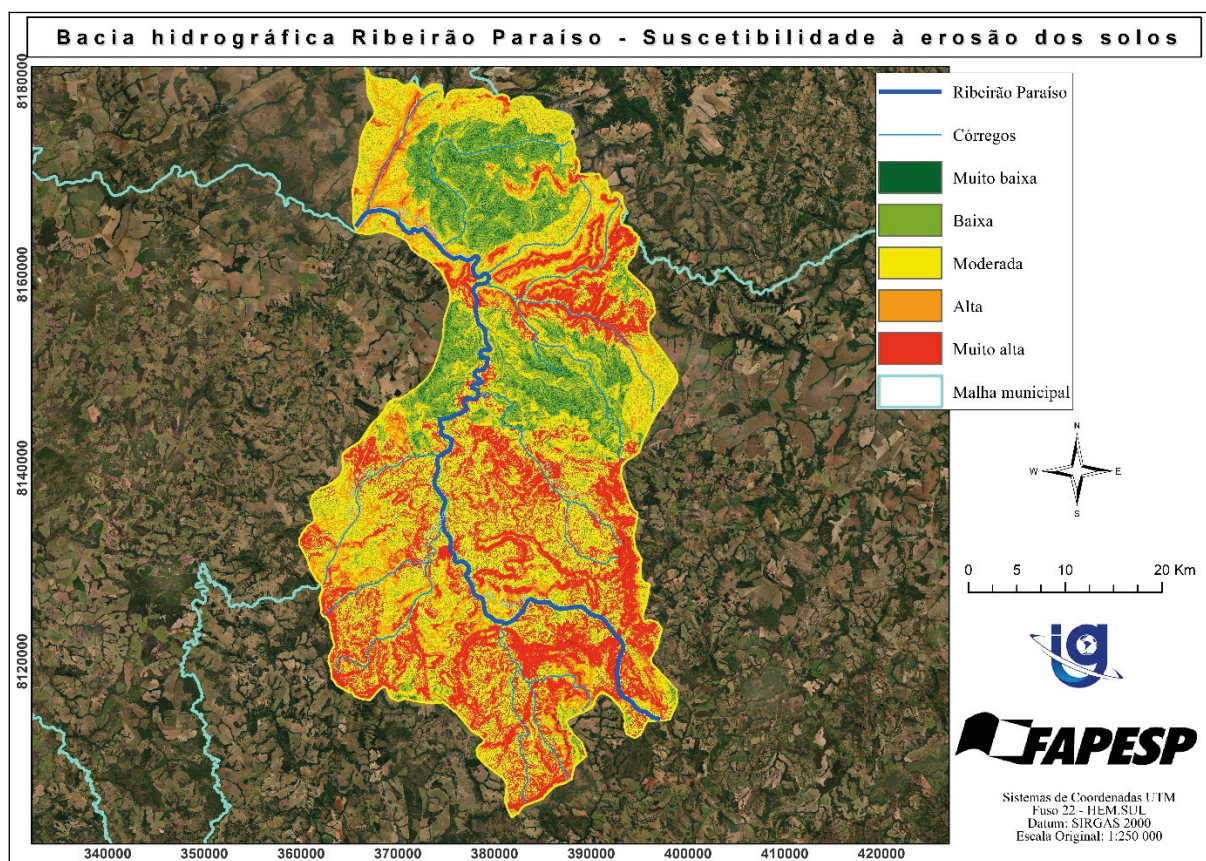 Bacia hidrográfica Ribeirão Paraíso - Suscetibilidade à erosão dos solos
8180000
8160000
8140000
8120000
340000
350000
360000
370000
380000
390000
400000
410000
420000
Ribeirão Paraíso
Córregos
Muito baixa
Baixa
Moderada
Alta
Muito alta
Malha municipal
N
W
E
S
0 5 10 20 Km
ig
FAPESP
Sistemas de Coordenadas UTM
Fuso 22 - HEM.SUL
Datum: SIRGAS 2000
Escala Original: 1:250 000